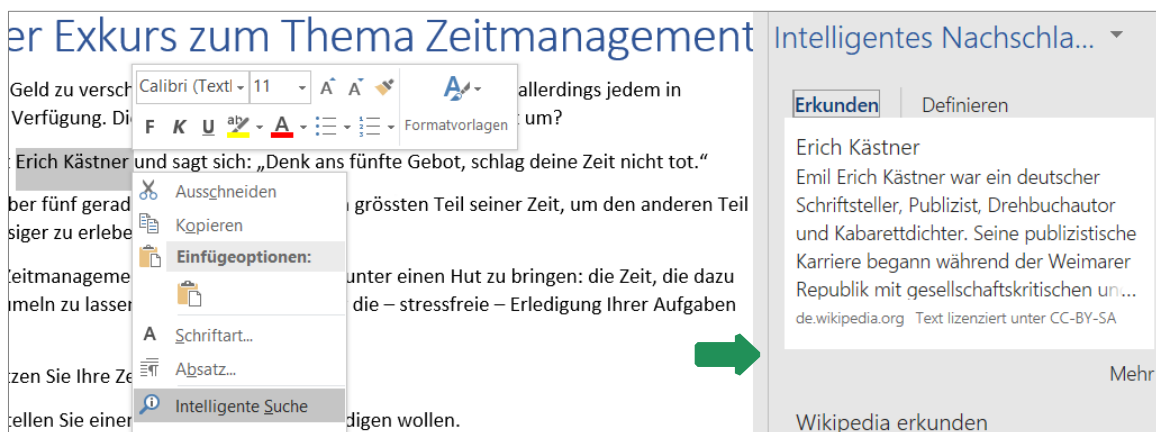 er Exkurs zum Thema Zeitmanagement
Geld zu versch
allerdings jedem in
Verfügung. Di
um?
Erich Kästner und sagt sich: „Denk ans fünfte Gebot, schlag deine Zeit nicht tot.“
ber fünf gerad
grössten Teil seiner Zeit, um den anderen Teil
siger zu erlebe
Zeitmanageme
unter einen Hut zu bringen: die Zeit, die dazu
meln zu lasser
die – stressfreie – Erledigung Ihrer Aufgaben
tzen Sie Ihre Ze
tellen Sie einer
digen wollen.
Calibri (Textl
11
A A
F K U ab A
Formatvorlagen
Ausschneiden
Kopieren
Einfügeoptionen:
A Schriftart...
Absatz...
Intelligente Suche
Intelligentes Nachschla...
Erkunden Definieren
Erich Kästner
Emil Erich Kästner war ein deutscher
Schriftsteller, Publizist, Drehbuchautor
und Kabarettdichter. Seine publizistische
Karriere begann während der Weimarer
Republik mit gesellschaftskritischen un...
de.wikipedia.org Text lizenziert unter CC-BY-SA
Mehr
Wikipedia erkunden